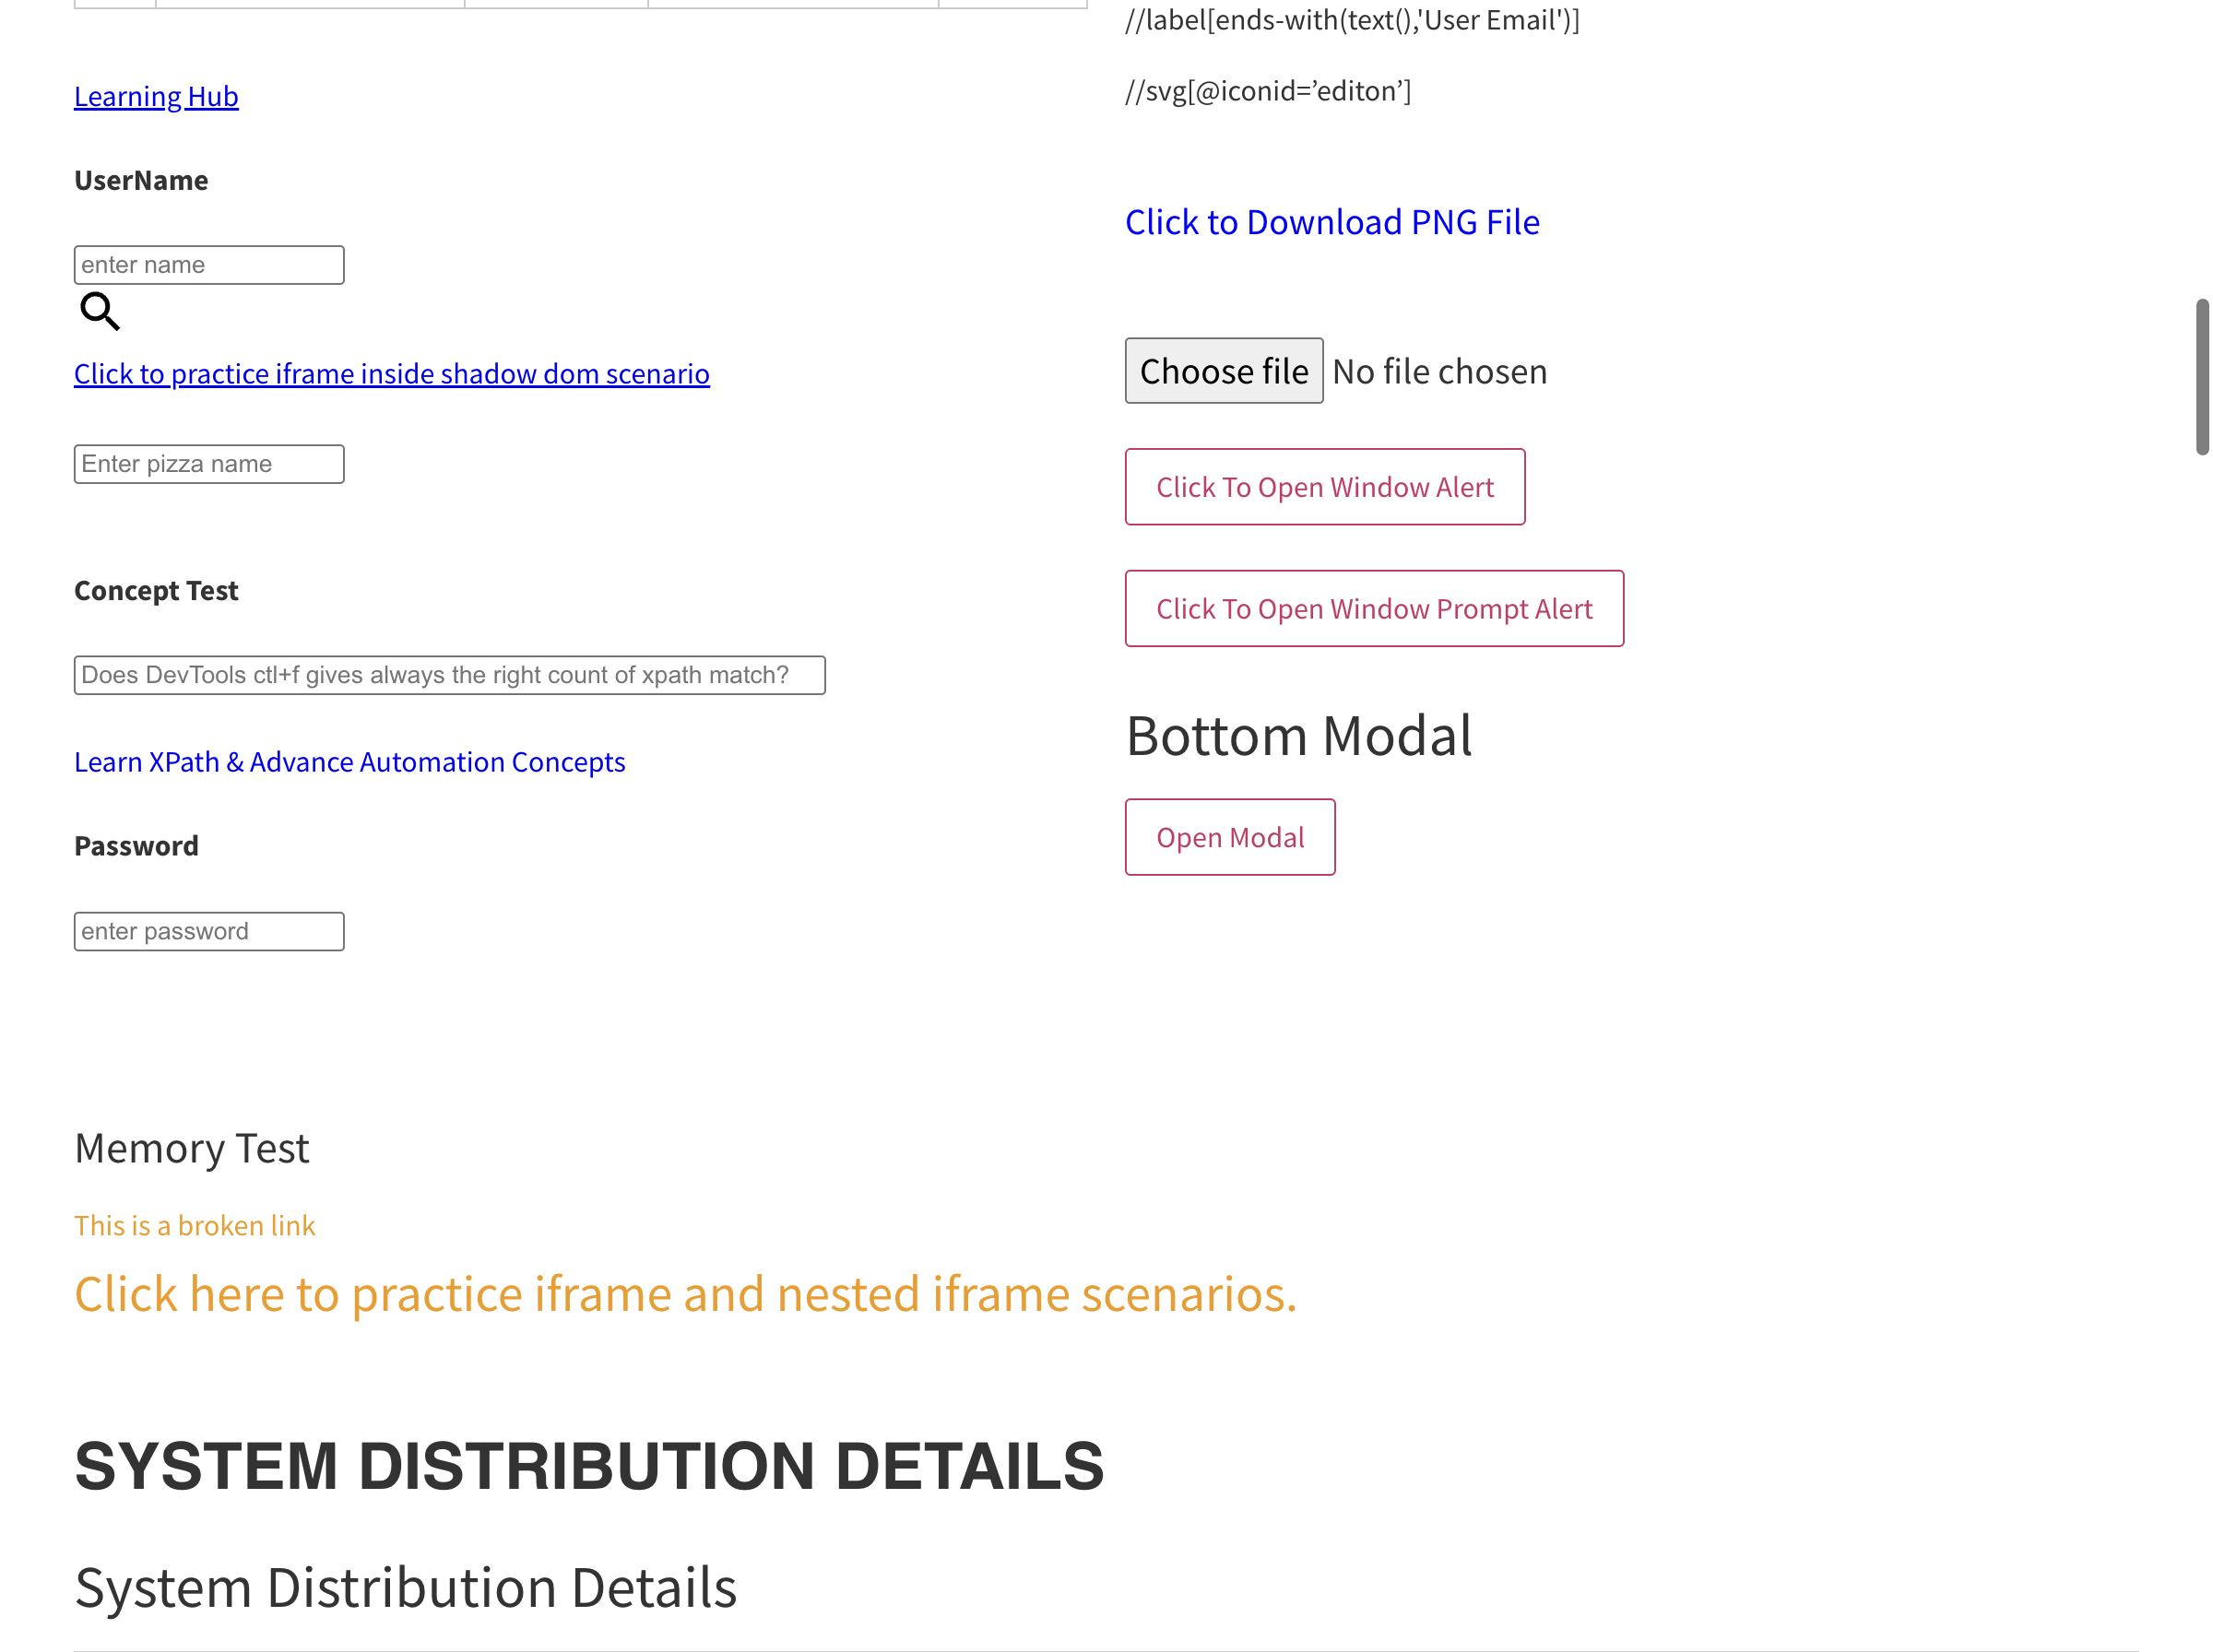 Learning Hub
UserName
enter name
Click to practice iframe inside shadow dom scenario
Enter pizza name
Concept Test
Does DevTools ctl+f gives always the right count of xpath match?
Learn XPath & Advance Automation Concepts
Password
enter password
//label[ends-with(text(),'User Email')]
//svg[@iconid=’editon’]
Click to Download PNG File
Choose file No file chosen
Click To Open Window Alert
Click To Open Window Prompt Alert
Bottom Modal
Open Modal
Memory Test
This is a broken link
Click here to practice iframe and nested iframe scenarios.
SYSTEM DISTRIBUTION DETAILS
System Distribution Details